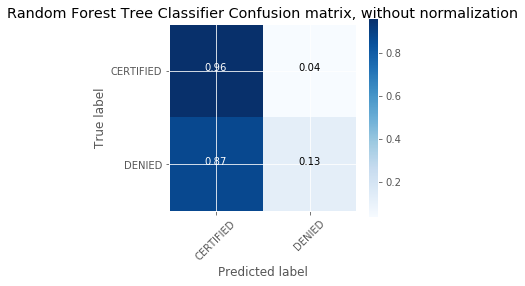 Random Forest Tree Classifier Confusion matrix, without normalization
CERTIFIED
DENIED
True label
0.96
0.04
0.87
0.13
0.8
0.6
0.4
0.2
CERTIFIED
DENIED
Predicted label